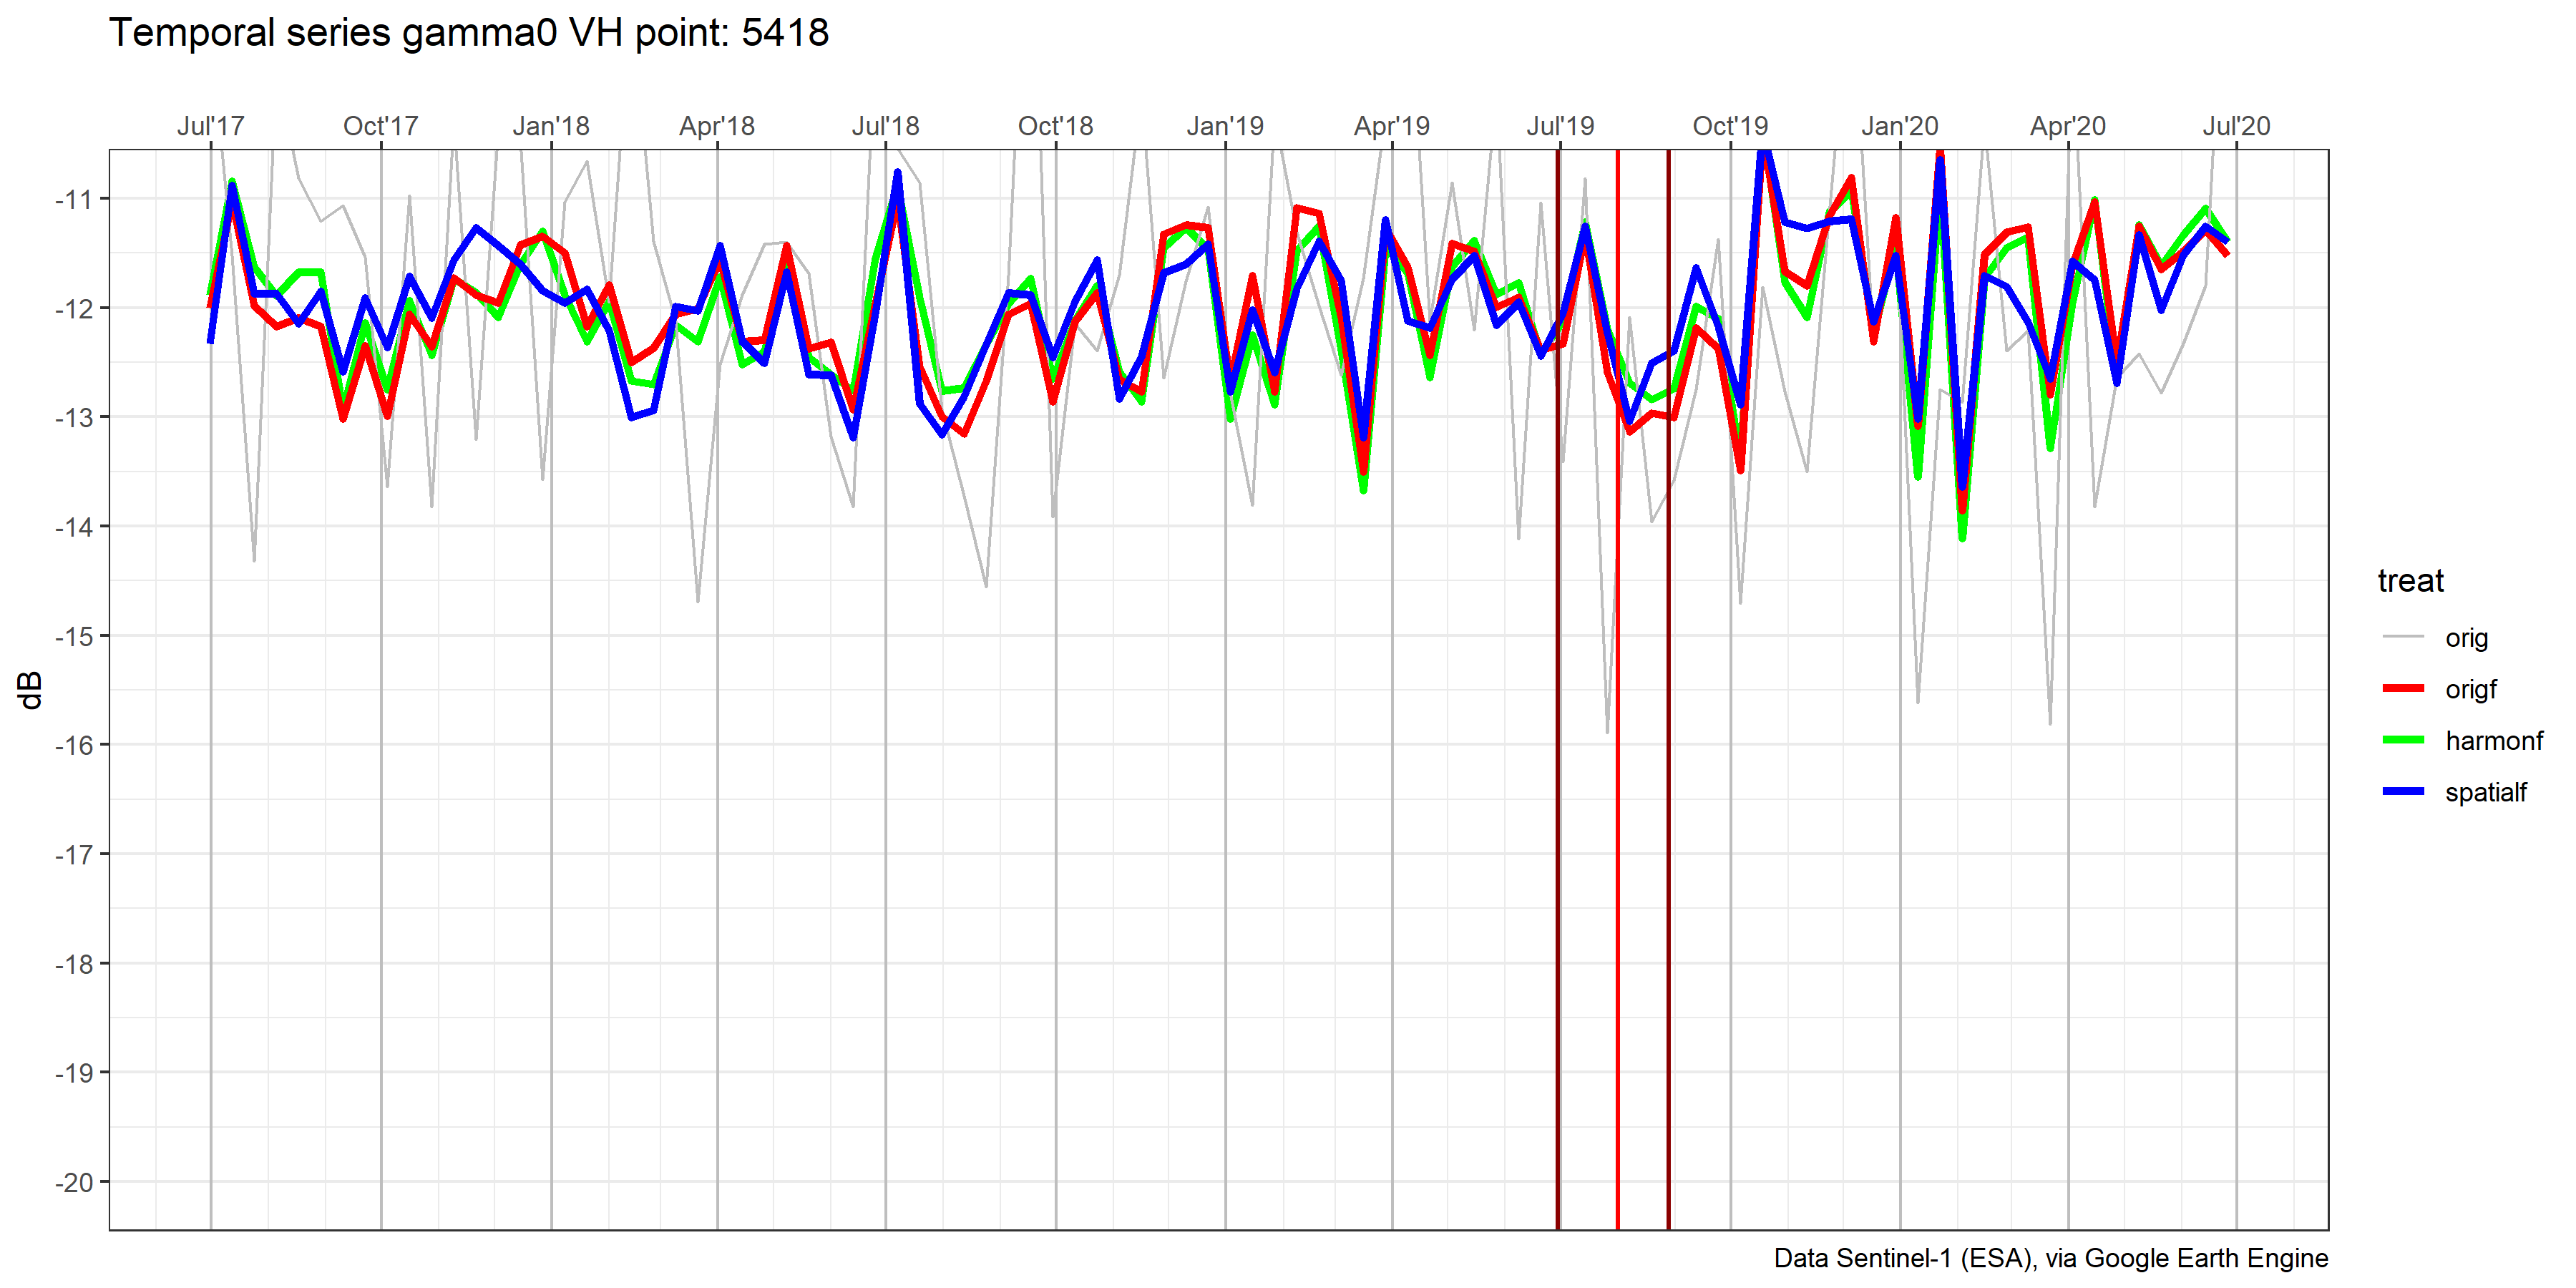 Temporal series gamma0 VH point: 5418
Jul'17 Oct'17 Jan'18 Apr'18 Jul'18 Oct'18 Jan'19 Apr'19 Jul'19 Oct'19 Jan'20 Apr'20 Jul'20
-11
-12
-13
-14
-15
-16
-17
-18
-19
-20
dB
treat
orig
origf
harmonf
spatialf
Data Sentinel-1 (ESA), via Google Earth Engine